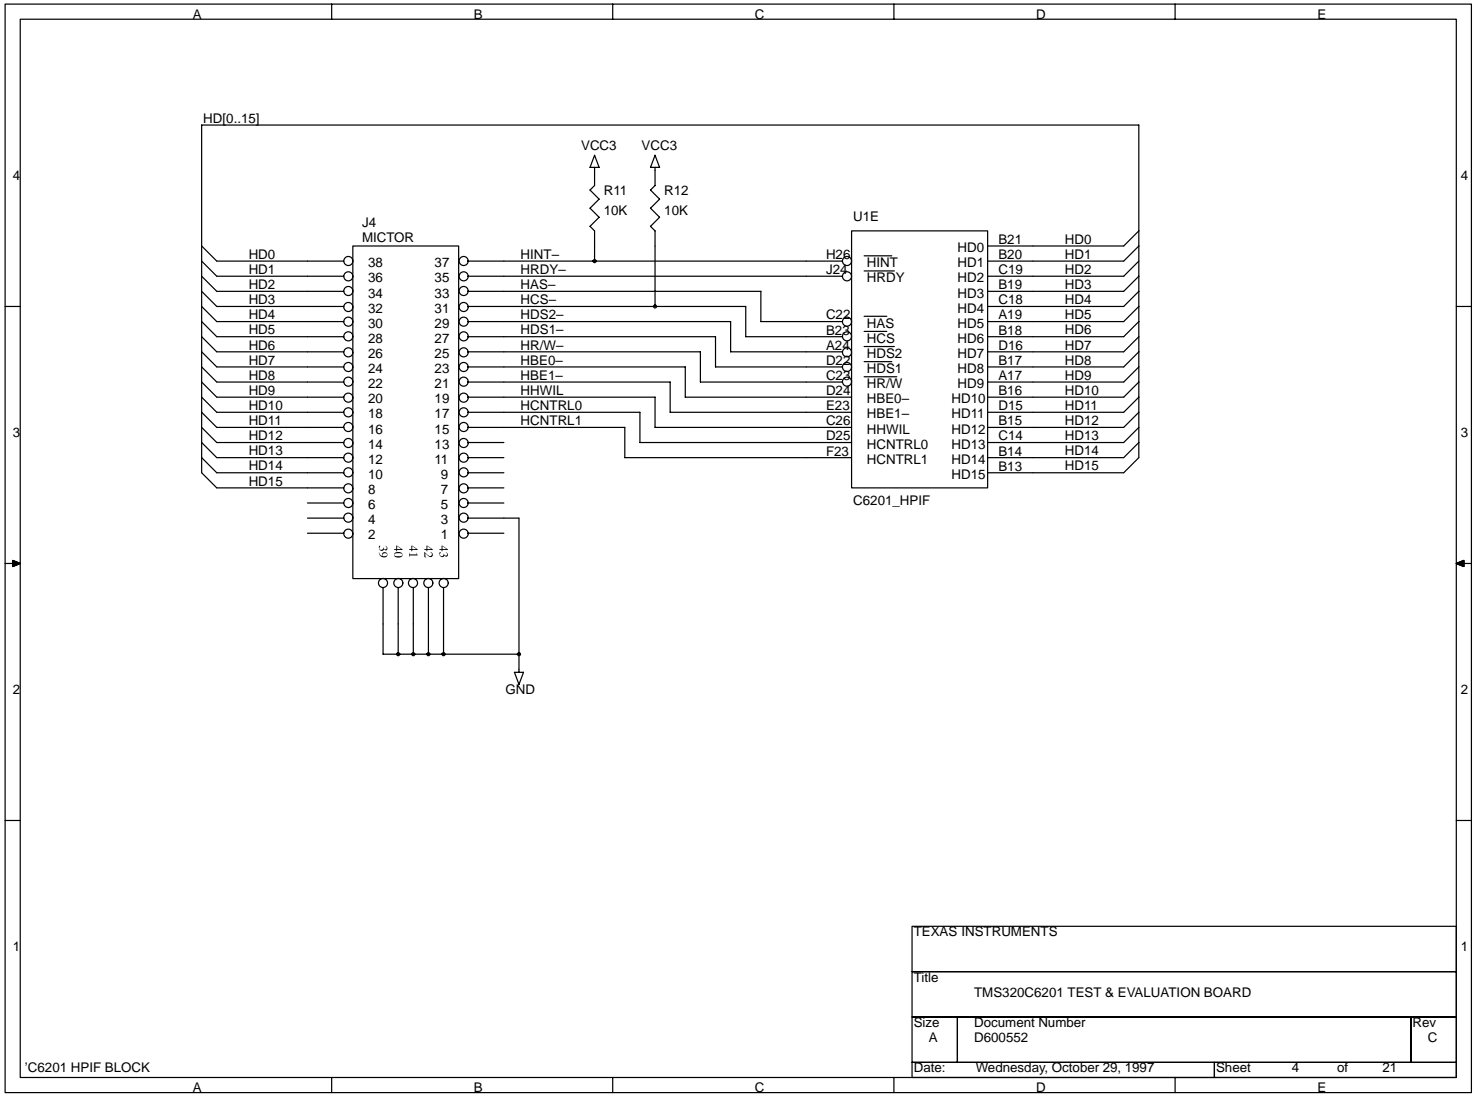 A B C D E
HD[0..15]
VCC3 VCC3
4 4
R11 R12
10K 10K
J4
MICTOR
U1E
HD0 38 37 HINT– H26 HINT HD0 B21 HD0
HD1 36 35 HRDY– J24 HRDY HD1 B20 HD1
HD2 34 33 HAS– HD2 C19 HD2
HD3 32 31 HCS– HD3 B19 HD3
HD4 30 29 HDS2– HD4 C18 HD4
HD5 28 27 HDS1– C22 HAS HD5 A19 HD5
HD6 26 25 HR/W– B23 HCS HD6 B18 HD6
HD7 24 23 HBE0– A24 HDS2 HD7 D16 HD7
HD8 22 21 HBE1– D22 HDS1 HD8 B17 HD8
HD9 20 19 HHWIL C23 HR/W HD9 A17 HD9
HD10 18 17 HCNTRL0 D24 HBE0– HD10 B16 HD10
HD11 16 15 HCNTRL1 E23 HBE1– HD11 D15 HD11
HD12 14 13 C26 HHWIL HD12 B15 HD12
HD13 12 11 D25 HCNTRL0 HD13 C14 HD13
HD14 10 9 F23 HCNTRL1 HD14 B14 HD14
HD15 8 7 HD15 B13 HD15
3 3
6 5
4 3
2 1
C6201_HPIF
39 40 41 42 43
GND
2 2
1 1
TEXAS INSTRUMENTS
Title
TMS320C6201 TEST & EVALUATION BOARD
Size Document Number Rev
A D600552 C
Date: Wednesday, October 29, 1997 Sheet 4 of 21
'C6201 HPIF BLOCK
A B C D E